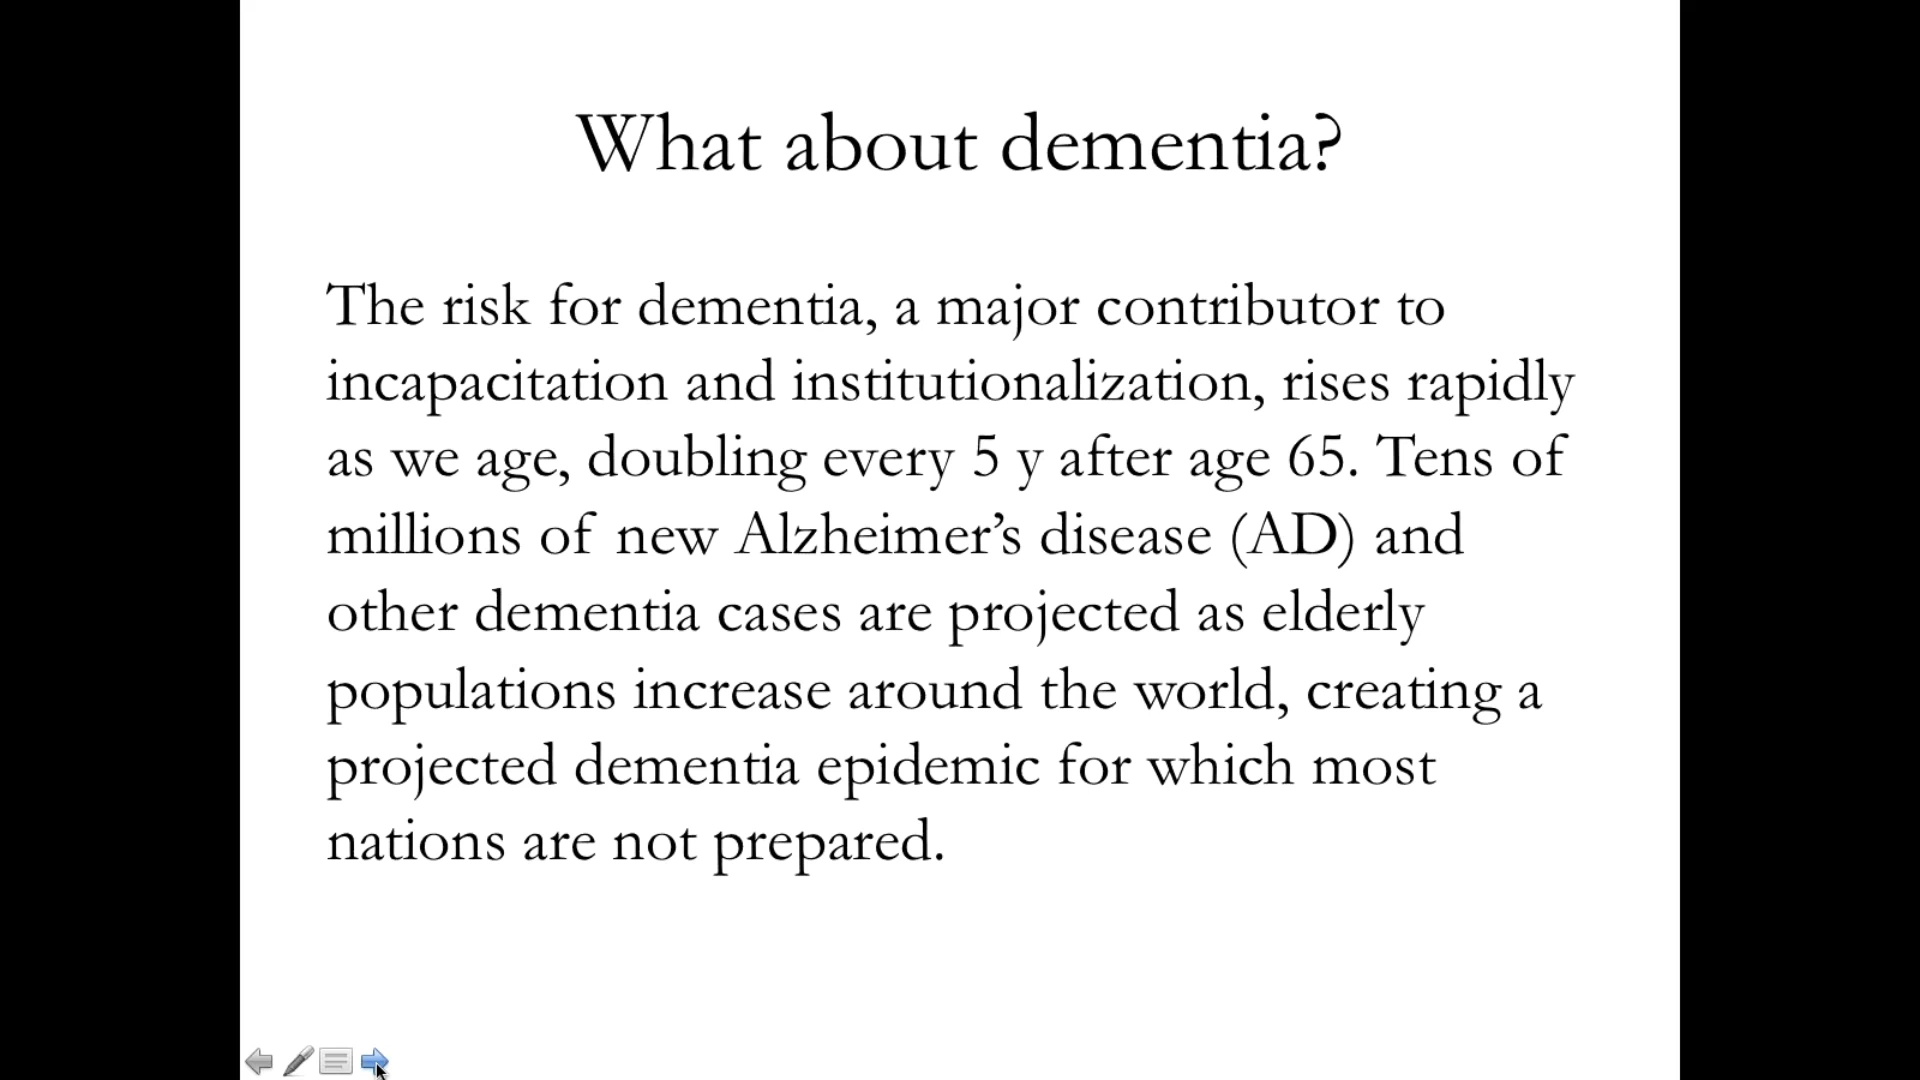 What about dementia?
The risk for dementia, a major contributor to
incapacitation and institutionalization, rises rapidly
as we age, doubling every 5 y after age 65. Tens of
millions of new Alzheimer’s disease (AD) and
other dementia cases are projected as elderly
populations increase around the world, creating a
projected dementia epidemic for which most
nations are not prepared.